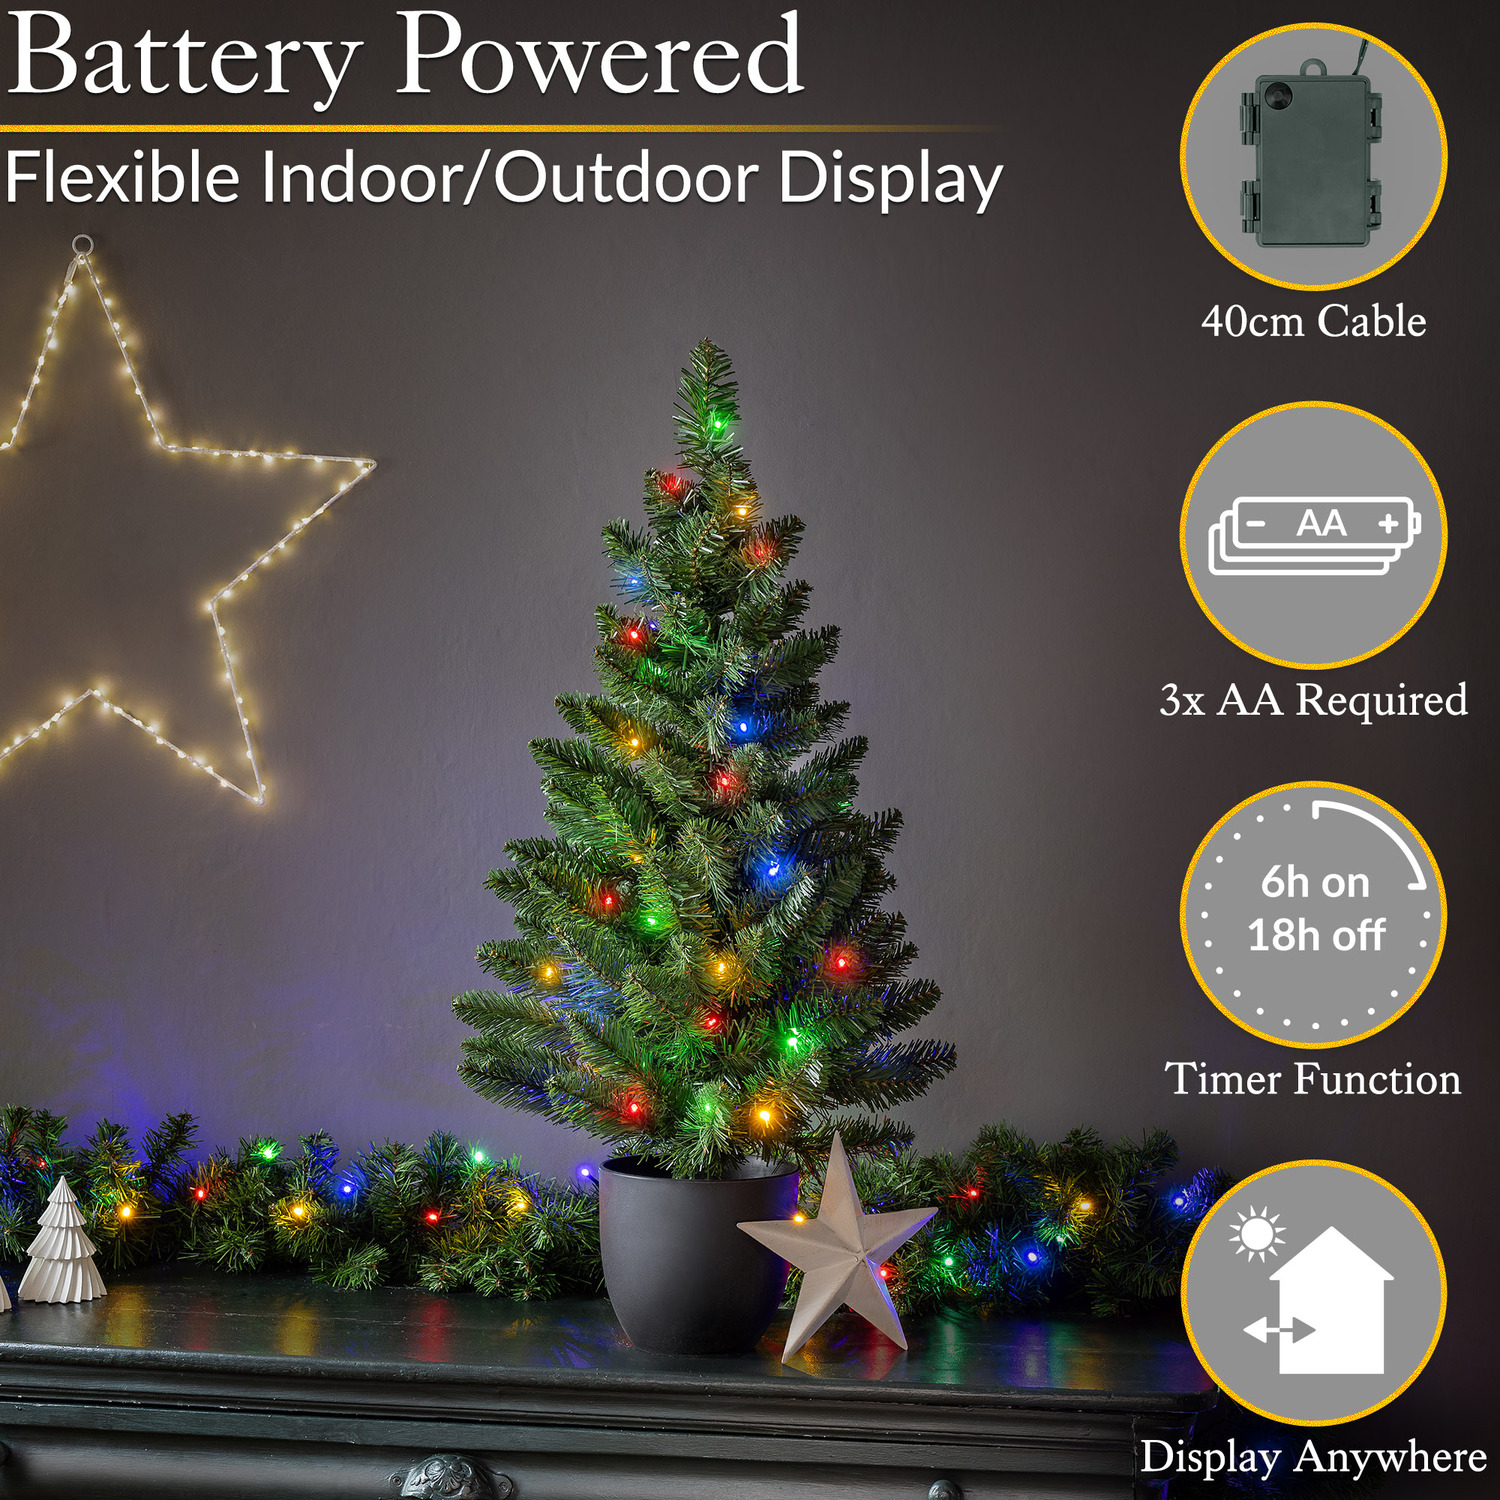 Battery Powered
Flexible Indoor/Outdoor Display
40cm Cable
- AA +
3x AA Required
6h on
18h off
Timer Function
Display Anywhere